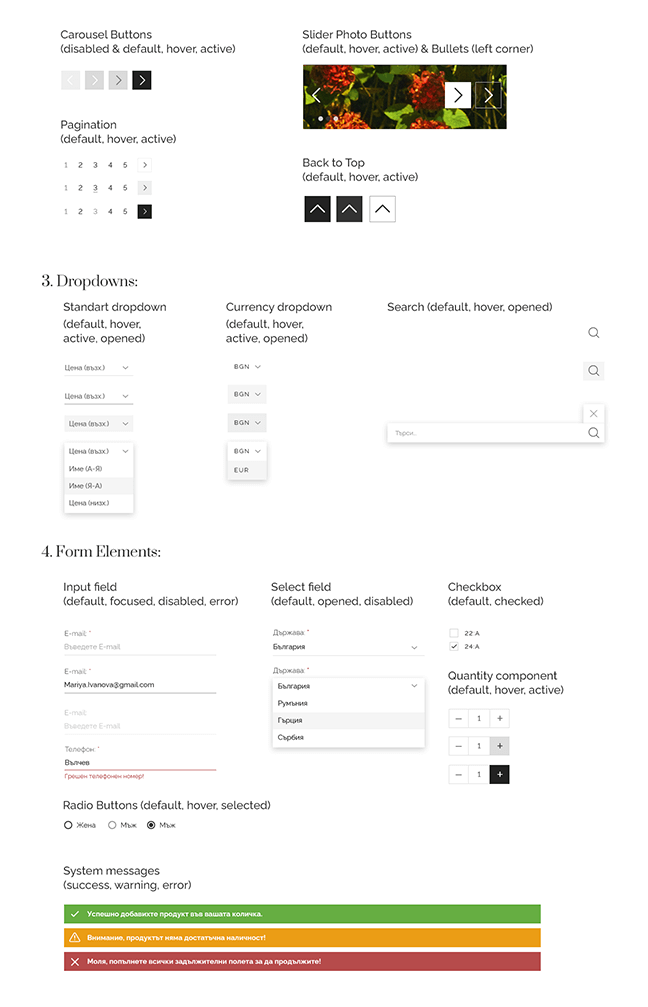 Carousel Buttons
(disabled & default, hover, active)
Slider Photo Buttons
(default, hover, active) & Bullets (left corner)
Pagination
(default, hover, active)
1 2 3 4 5
1 2 3 4 5
1 2 3 4 5
Back to Top
(default, hover, active)
3. Dropdowns:
Standart dropdown
(default, hover,
active, opened)
Цена (възх.)
Цена (възх.)
Цена (възх.)
Цена (възх.)
Име (А-Я)
Име (Я-А)
Цена (низх.)
Currency dropdown
(default, hover,
active, opened)
BGN
BGN
BGN
BGN
EUR
Search (default, hover, opened)
Търси..
4. Form Elements:
Input field
(default, focused, disabled, error)
E-mail: *
Въведете E-mail
E-mail: *
Mariya.Ivanova@gmail.com
E-mail:
Въведете E-mail
Телефон: *
Вълчев
Грешен телефонен номер!
Select field
(default, opened, disabled)
Държава: *
България
Държава: *
България
Румъния
Гърция
Сърбия
Checkbox
(default, checked)
22 A
24 A
Quantity component
(default, hover, active)
– 1 +
– 1 +
– 1 +
Radio Buttons (default, hover, selected)
Жена Мъж Мъж
System messages
(success, warning, error)
Успешно добавихте продукт във вашата количка.
Внимание, продуктът няма достатъчна наличност!
Моля, попълнете всички задължителни полета за да продължите!